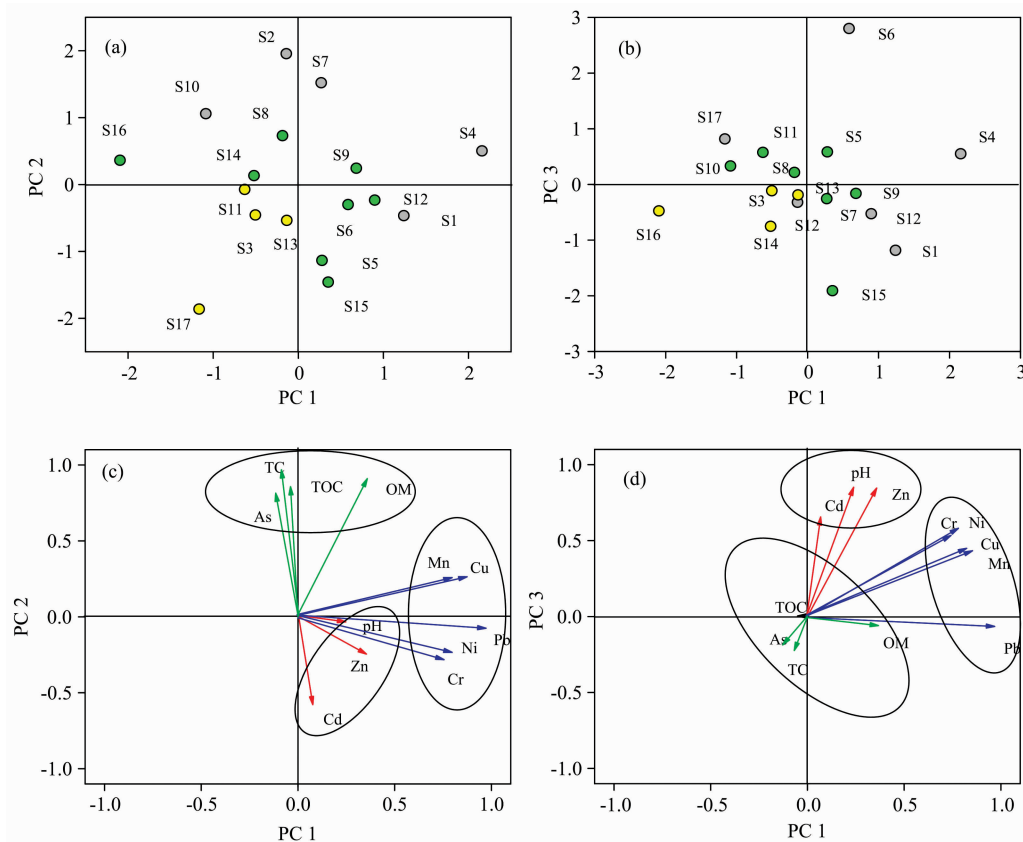 (a)
S2
S7
S10
S8
S4
S16
S14
S9
S11
S12
S1
S3
S13
S6
S5
S15
S17
2
1
0
-1
-2
PC 2
-2
-1
0
1
2
PC 1
(b)
S6
S17
S11
S5
S4
S10
S8
S3
S13
S9
S16
S14
S12
S7
S12
S1
S15
3
2
1
0
-1
-2
-3
PC 3
-3
-2
-1
0
1
2
3
PC 1
(c)
TC
TOC
OM
As
Mn
Cu
pH
Pb
Ni
Zn
Cr
Cd
1.0
0.5
0.0
-0.5
-1.0
PC 2
-1.0
-0.5
0.0
0.5
1.0
PC 1
(d)
pH
Zn
Cd
Cr
Ni
Cu
Mn
TOC
As
OM
Pb
TC
1.0
0.5
0.0
-0.5
-1.0
PC 3
-1.0
-0.5
0.0
0.5
1.0
PC 1